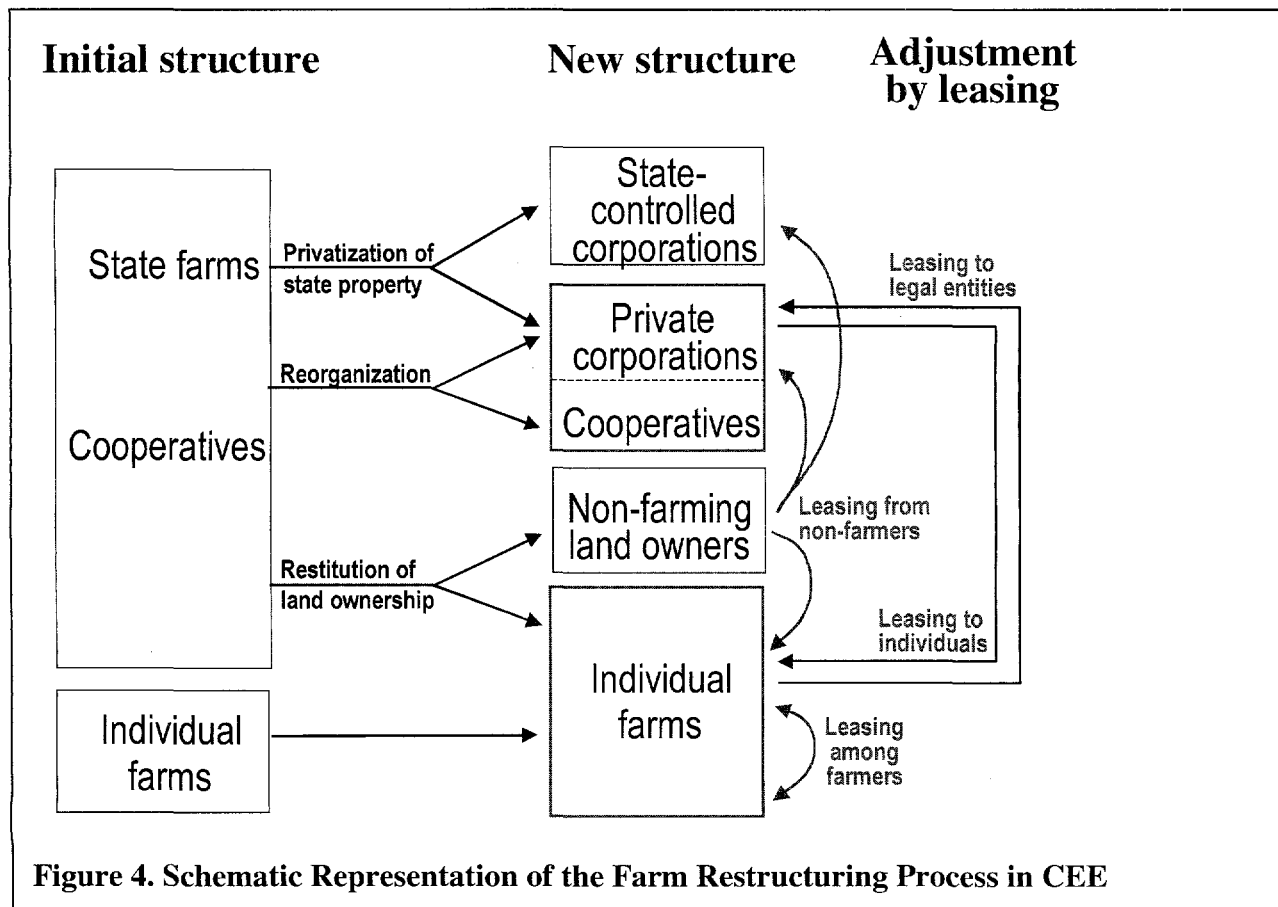 Initial structure
New structure
Adjustment
by leasing
State farms
Cooperatives
Individual
farms
Privatization of
state property
Reorganization
Restitution of
land ownership
State-
controlled
corporations
Private
corporations
Cooperatives
Non-farming
land owners
Individual
farms
Leasing to
legal entities
Leasing from
non-farmers
Leasing to
individuals
Leasing
among
farmers
Figure 4. Schematic Representation of the Farm Restructuring Process in CEE